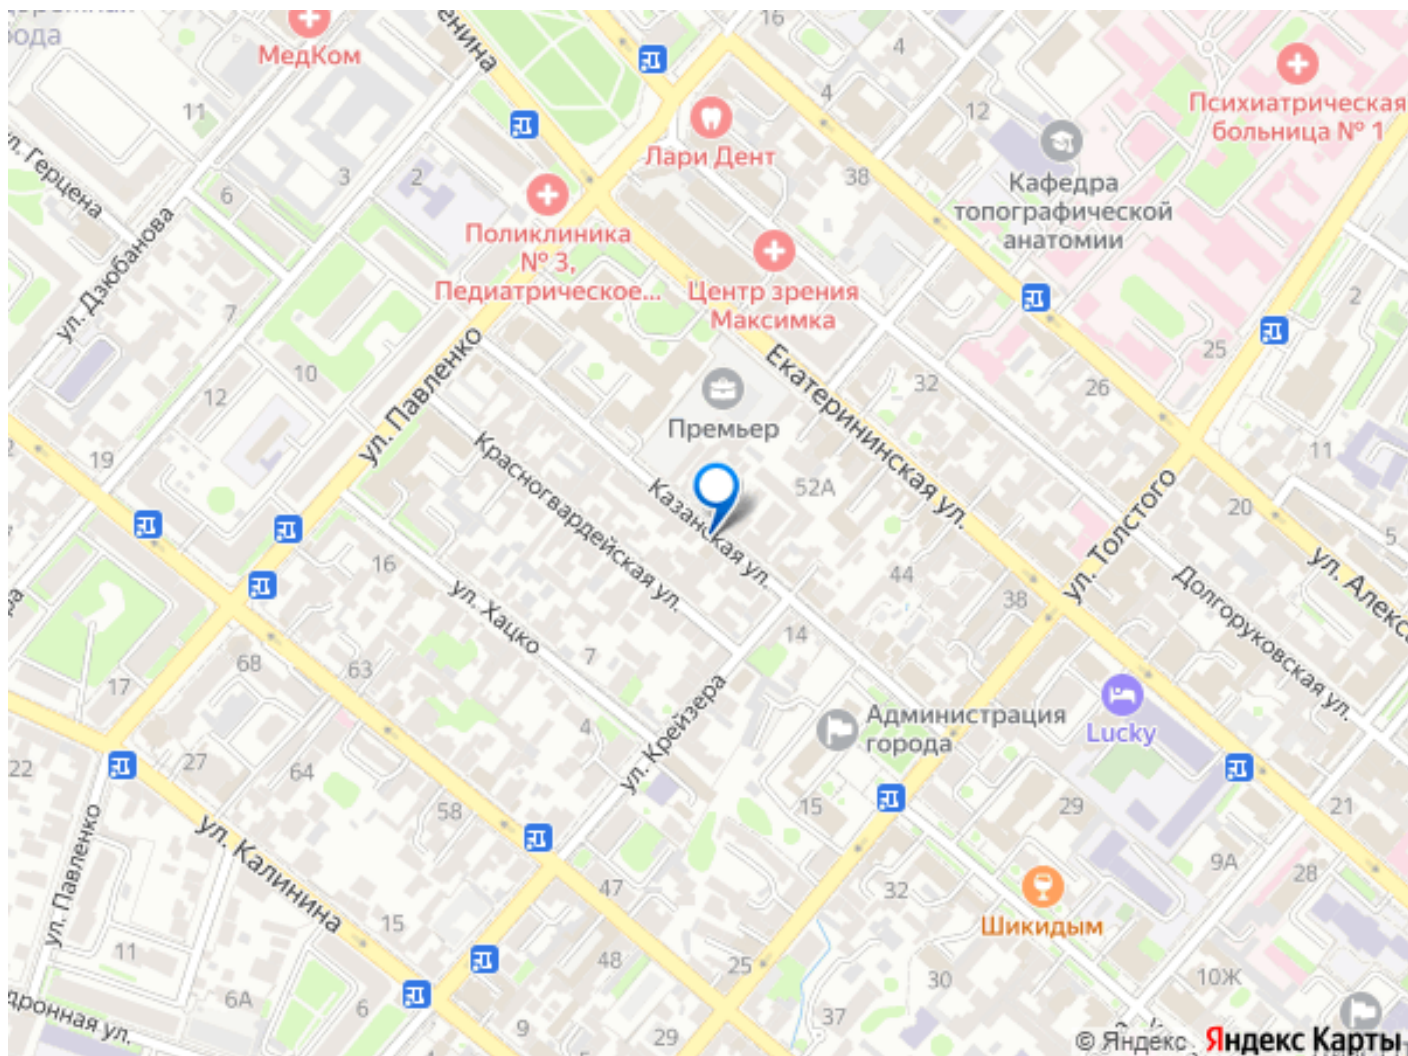 ода
МедКом
16
4
11
4
12
Психиатрическая
больница № 1
Лари Дент
ул. Герцена
3
2
38
Кафедра
топографической
анатомии
6
ул. Дзюбанова
Поликлиника
№ 3,
Педиатрическое...
Центр зрения
Максимка
2
7
ул. Павленко
25
10
12
Екатерининская ул.
32
26
Премьер
19
Красногвардейская ул.
11
Казанская ул.
52А
20
ул. Толстого
5
16
44
38
ул. Хацко
Долгоруковская ул.
14
7
68
63
17
ул. Крейзера
4
Администрация
города
Lucky
22
27
64
58
15
29
21
ул. Павленко
ул. Калинина
9А
28
47
32
Шикидым
15
11
48
25
30
10Ж
6А
6
37
9
29
© Яндекс Яндекс Карты